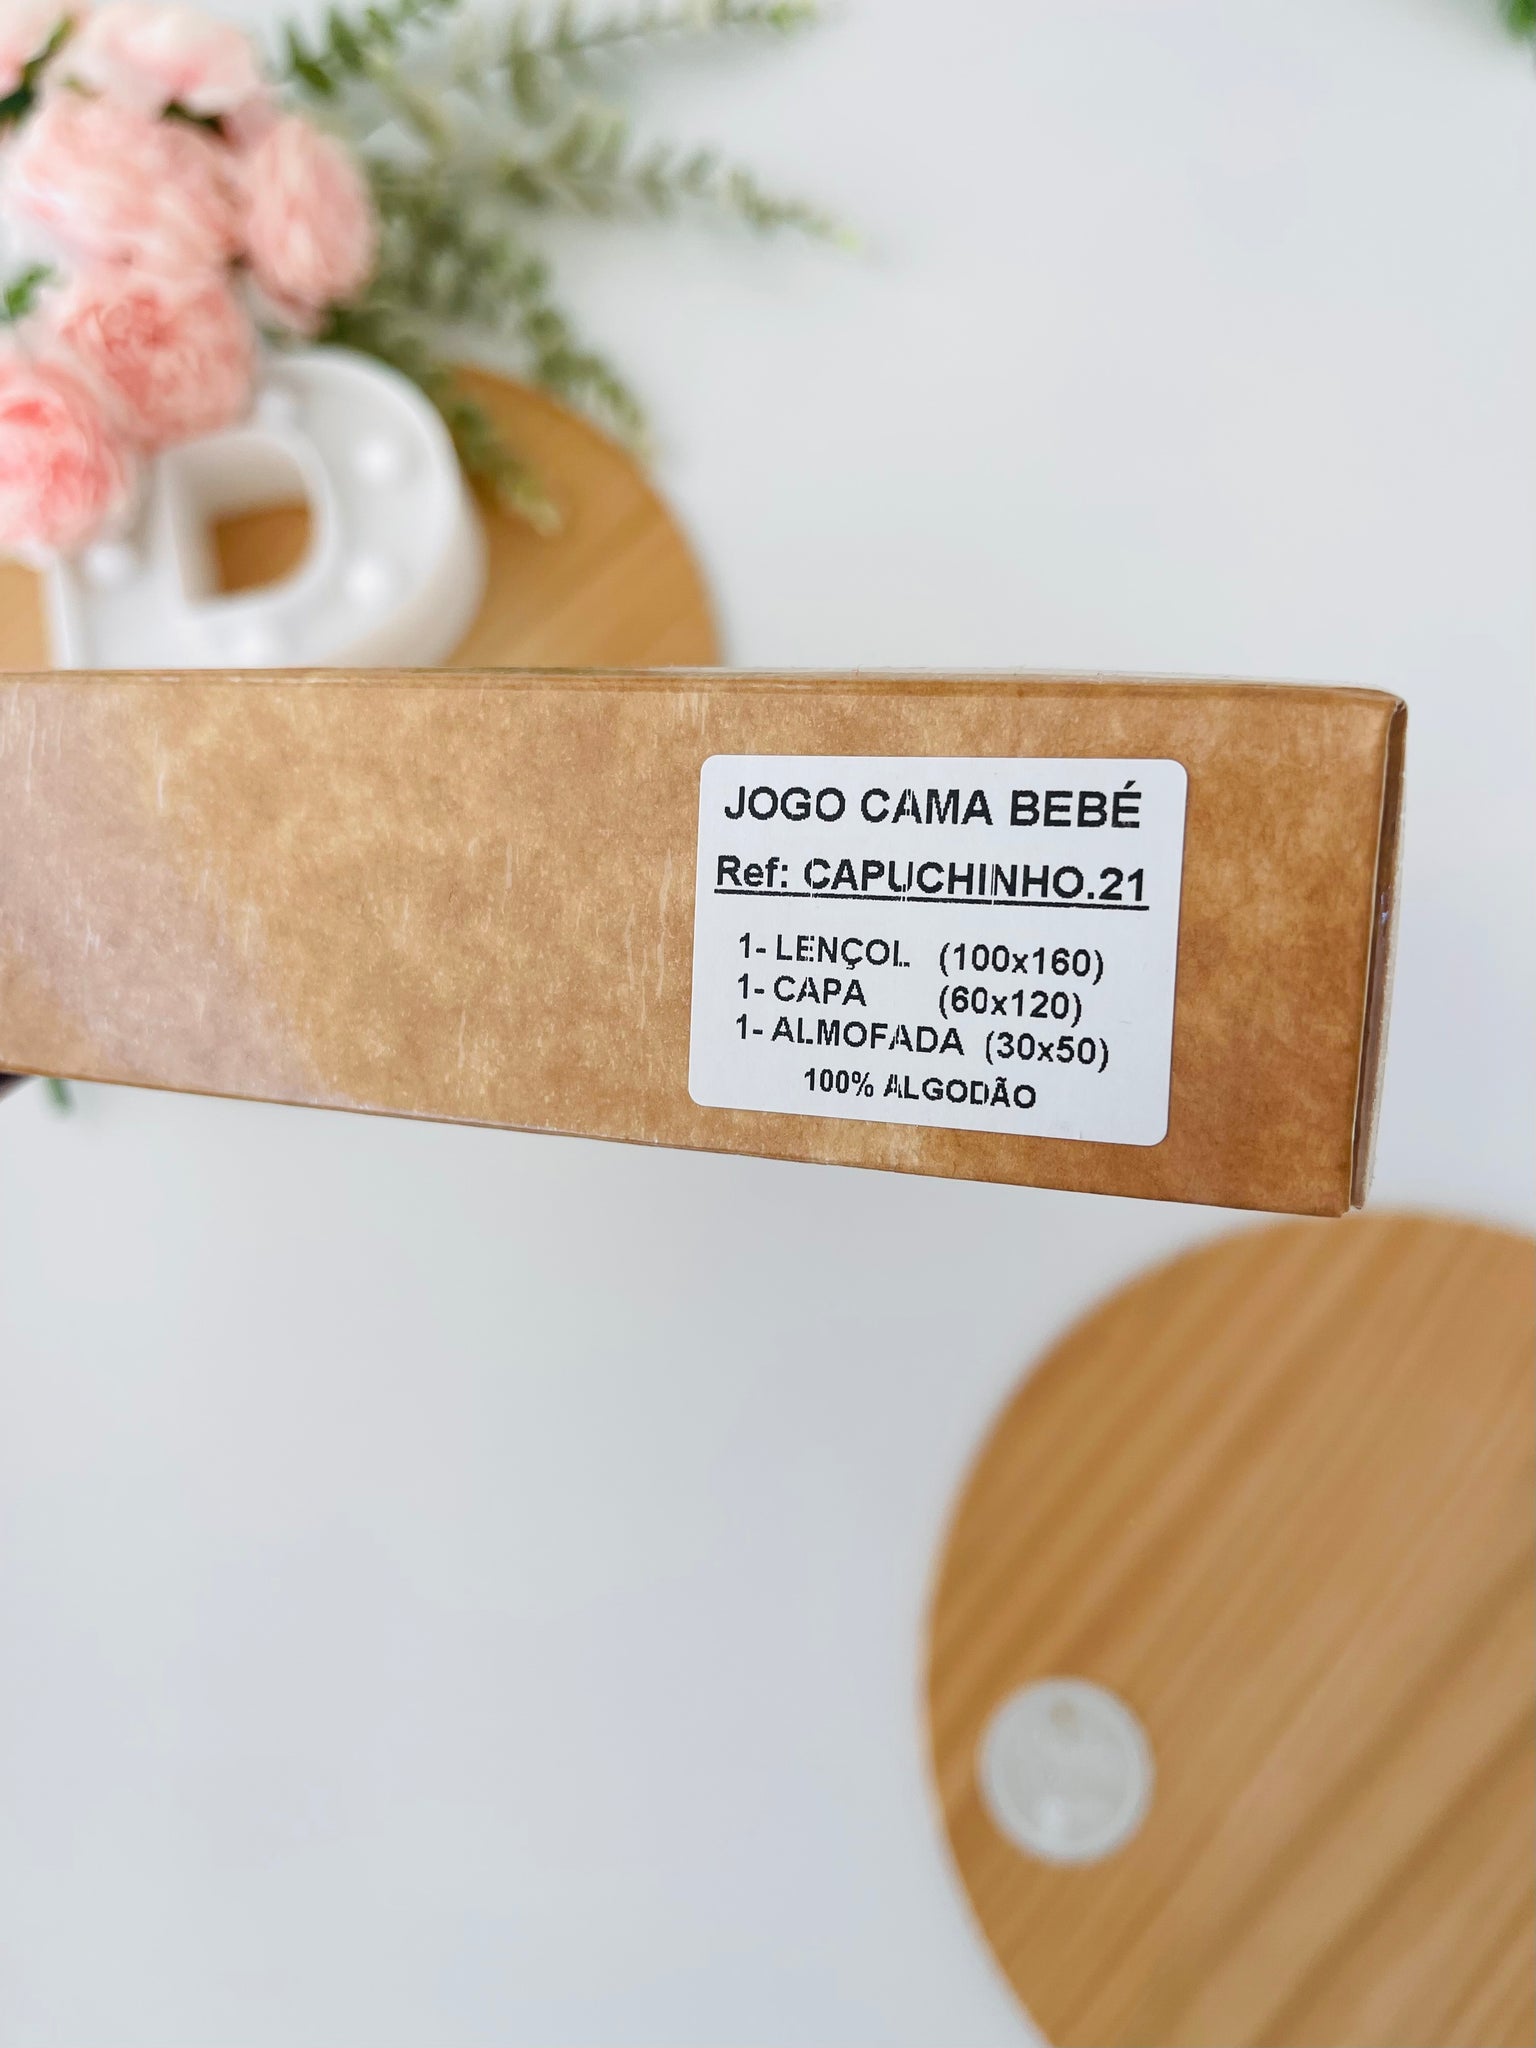 JOGO CAMA BEBÉ
Ref: CAPUCHINHO.21
1- LENÇOL (100x160)
1- CAPA (60x120)
1- ALMOFADA (30x50)
100% ALGODÃO